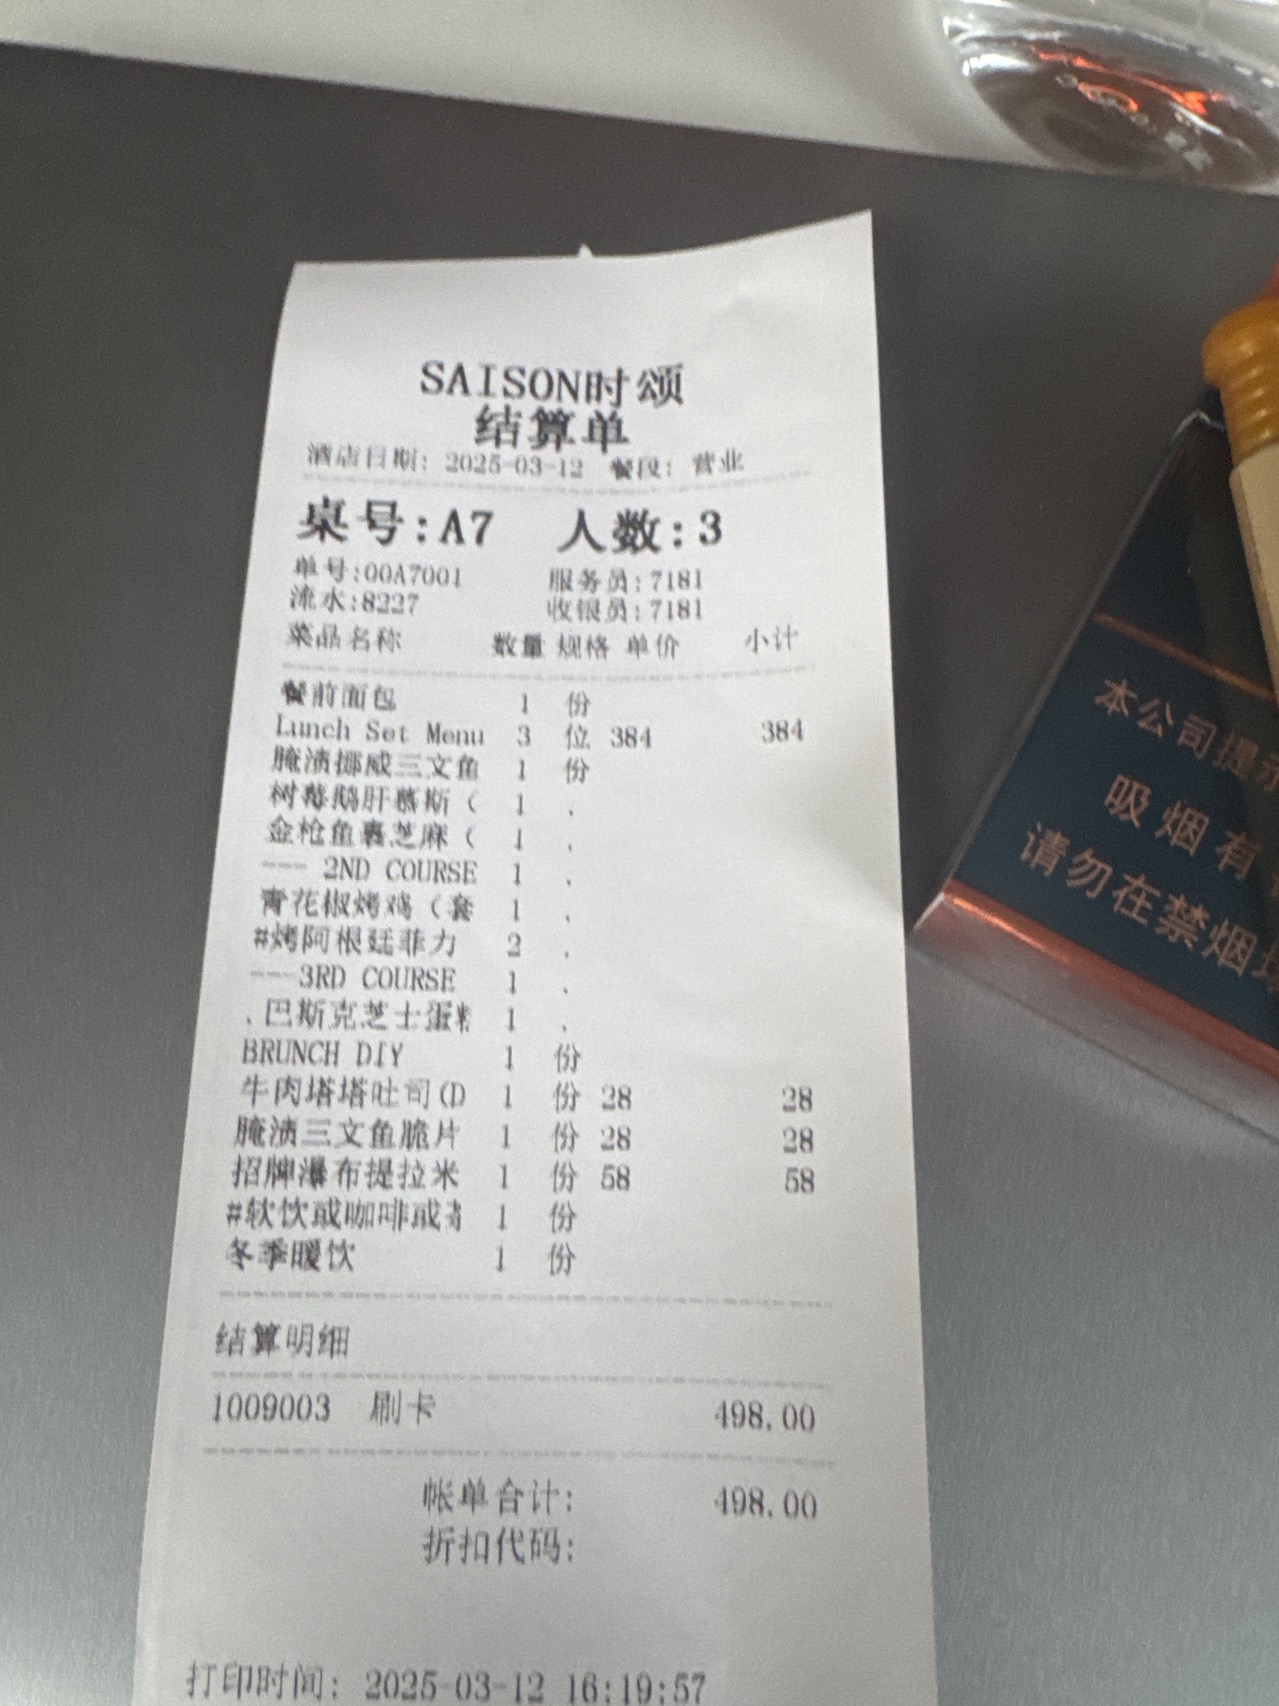 SAISON时颂
结算单
酒店日期: 2025-03-12 餐段: 营业
桌号:A7 人数:3
单号:00A7001 服务员:7181
流水:8227 收银员:7181
菜品名称 数量 规格 单价 小计
餐前面包 1 份
Lunch Set Menu 3 位 384 384
腌渍挪威三文鱼 1 份
树莓鹅肝慕斯( 1 .
金枪鱼裹芝麻( 1 .
--- 2ND COURSE 1 .
青花椒烤鸡(套 1 .
#烤阿根廷菲力 2 .
---3RD COURSE 1 .
.巴斯克芝士蛋糕 1 .
BRUNCH DIY 1 份
牛肉塔塔吐司(D 1 份 28 28
腌渍三文鱼脆片 1 份 28 28
招牌瀑布提拉米 1 份 58 58
#软饮或咖啡或 1 份
冬季暖饮 1 份
结算明细
1009003 刷卡 498.00
帐单合计: 498.00
折扣代码:
打印时间: 2025-03-12 16:19:57
本公司提示
吸烟有
请勿在禁烟场